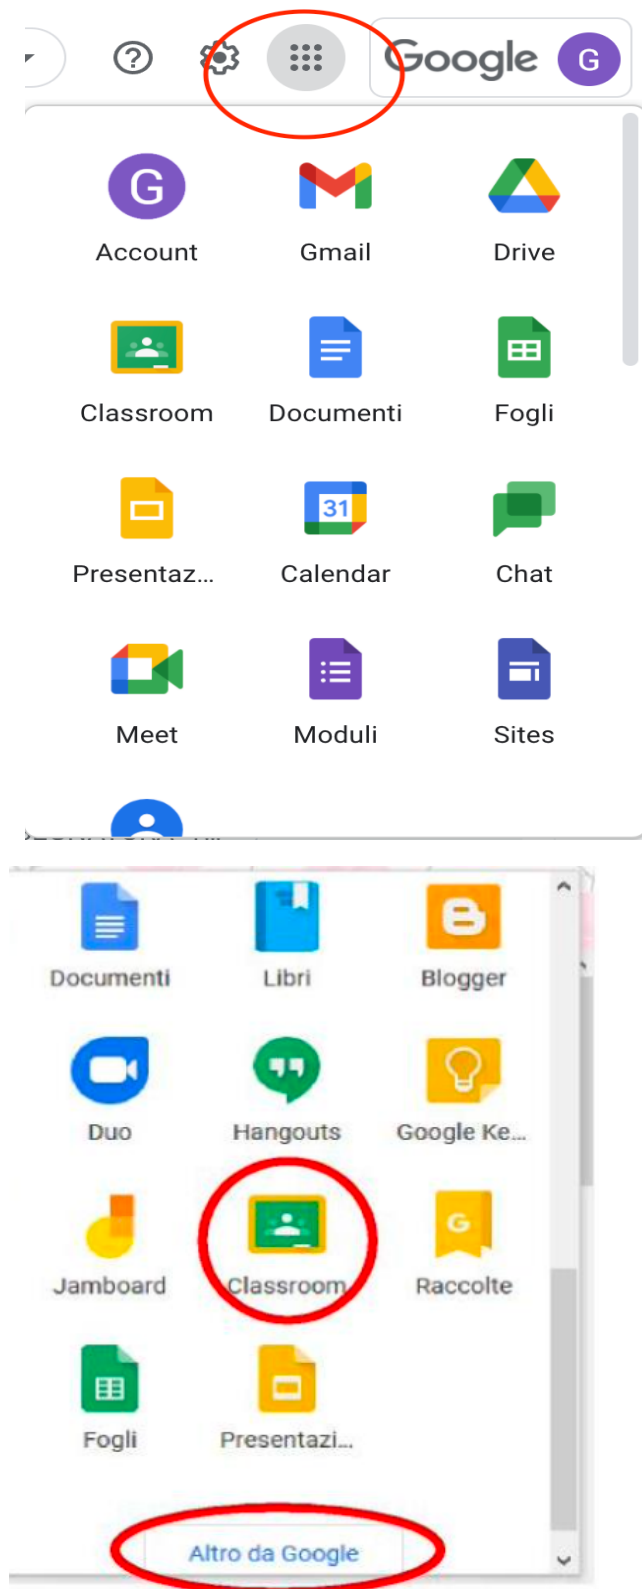 Google G
G
Account Gmail Drive
Classroom Documenti Fogli
31
Presentaz... Calendar Chat
Meet Moduli Sites
Documenti Libri Blogger
Duo Hangouts Google Ke...
G
Jamboard Classroom Raccolte
Fogli Presentazi...
Altro da Google